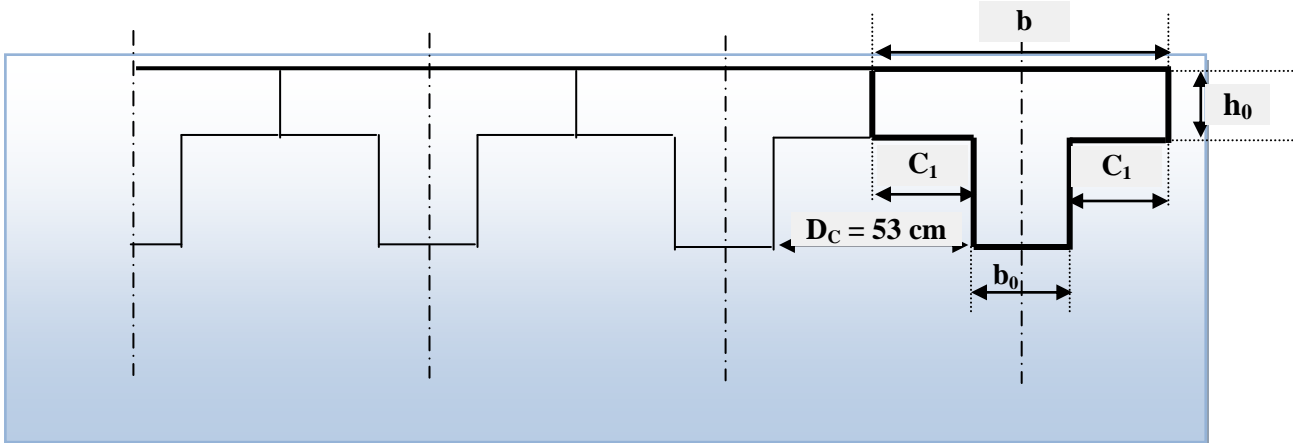 b
h₀
C₁
C₁
D_C = 53 cm
b₀